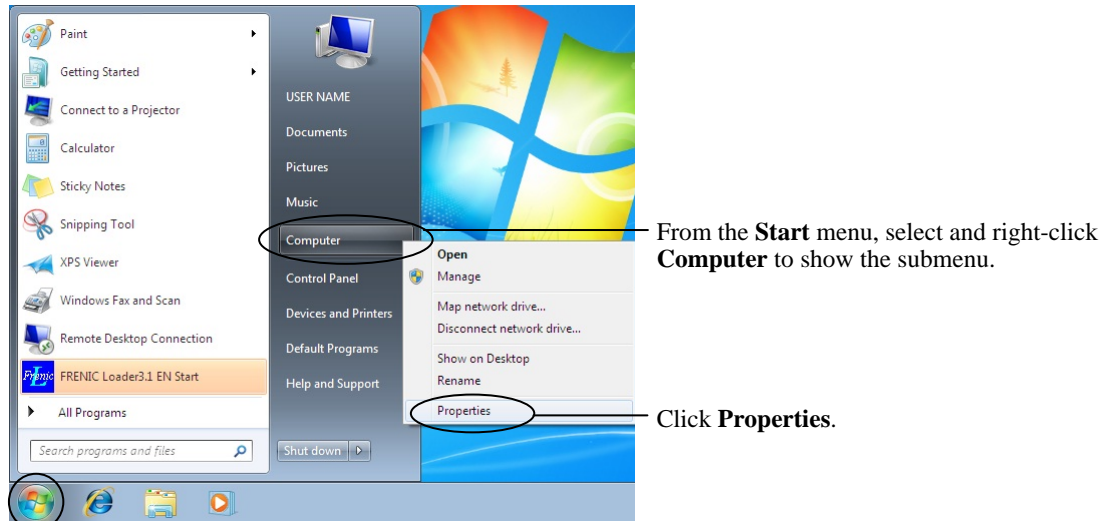 Paint
Getting Started
Connect to a Projector
Calculator
Sticky Notes
Snipping Tool
XPS Viewer
Windows Fax and Scan
Remote Desktop Connection
Frenic FRENIC Loader3.1 EN Start
All Programs
Search programs and files
USER NAME
Documents
Pictures
Music
Computer
Control Panel
Devices and Printers
Default Programs
Help and Support
Shut down
Open
Manage
Map network drive...
Disconnect network drive...
Show on Desktop
Rename
Properties
From the Start menu, select and right-click
Computer to show the submenu.
Click Properties.